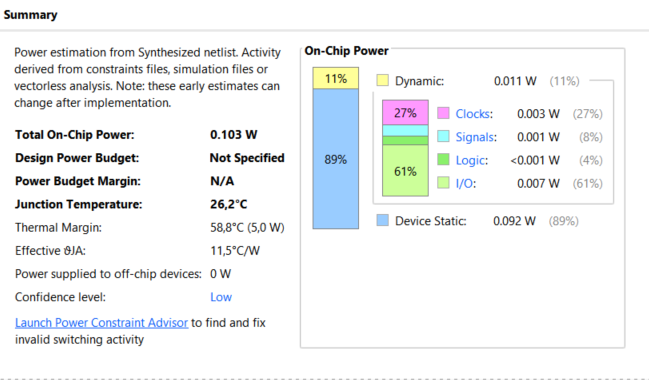 Summary
Power estimation from Synthesized netlist. Activity
derived from constraints files, simulation files or
vectorless analysis. Note: these early estimates can
change after implementation.
Total On-Chip Power: 0.103 W
Design Power Budget: Not Specified
Power Budget Margin: N/A
Junction Temperature: 26,2°C
Thermal Margin: 58,8°C (5,0 W)
Effective ϑJA: 11,5°C/W
Power supplied to off-chip devices: 0 W
Confidence level: Low
Launch Power Constraint Advisor to find and fix
invalid switching activity
On-Chip Power
11%
89%
Dynamic: 0.011 W (11%)
27%
61%
Clocks: 0.003 W (27%)
Signals: 0.001 W (8%)
Logic: <0.001 W (4%)
I/O: 0.007 W (61%)
Device Static: 0.092 W (89%)